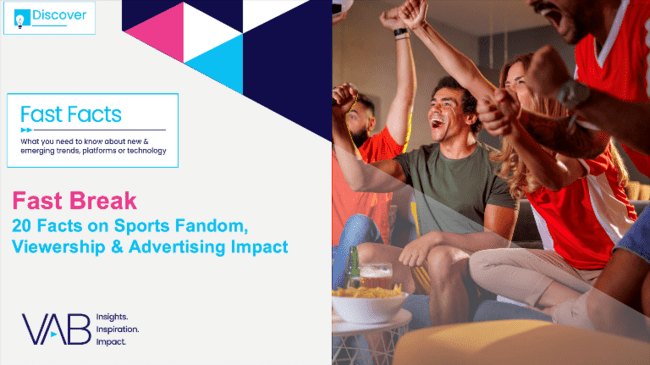 Discover
Fast Facts
What you need to know about new &
emerging trends, platforms or technology
Fast Break
20 Facts on Sports Fandom,
Viewership & Advertising Impact
VAB
Insights.
Inspiration.
Impact.